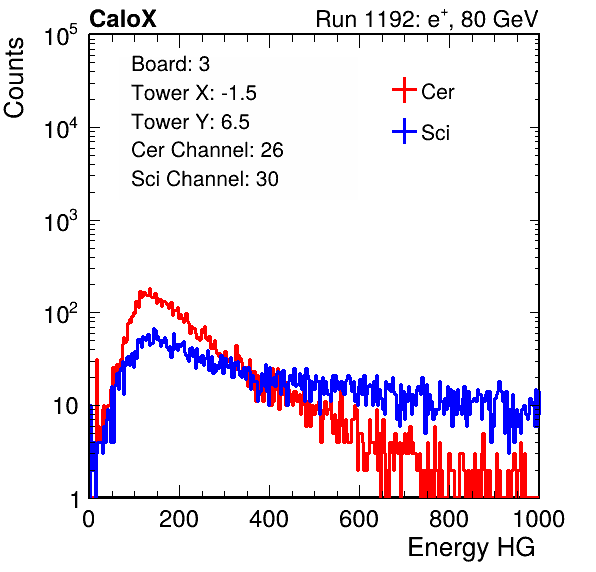 CaloX Run 1192: e⁺, 80 GeV
Counts
Board: 3
Tower X: -1.5
Tower Y: 6.5
Cer Channel: 26
Sci Channel: 30
Cer
Sci
10⁵
10⁴
10³
10²
10
1
0 200 400 600 800 1000
Energy HG